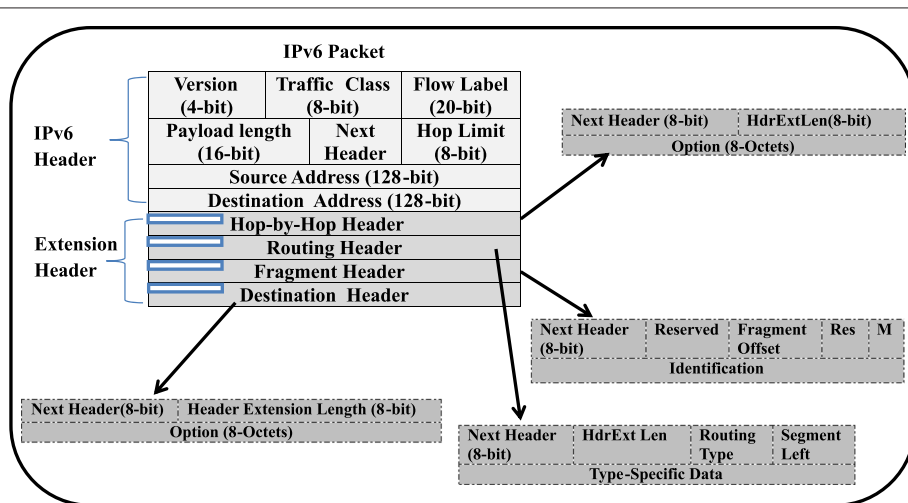 IPv6 Packet
Version Traffic Class Flow Label
(4-bit) (8-bit) (20-bit)
Payload length Next Hop Limit
(16-bit) Header (8-bit)
Source Address (128-bit)
Destination Address (128-bit)
Hop-by-Hop Header
Routing Header
Fragment Header
Destination Header
IPv6
Header
Extension
Header
Next Header (8-bit) HdrExtLen(8-bit)
Option (8-Octets)
Next Header Reserved Fragment Res M
(8-bit) Offset
Identification
Next Header(8-bit) Header Extension Length (8-bit)
Option (8-Octets)
Next Header HdrExt Len Routing Segment
(8-bit) Type Left
Type-Specific Data